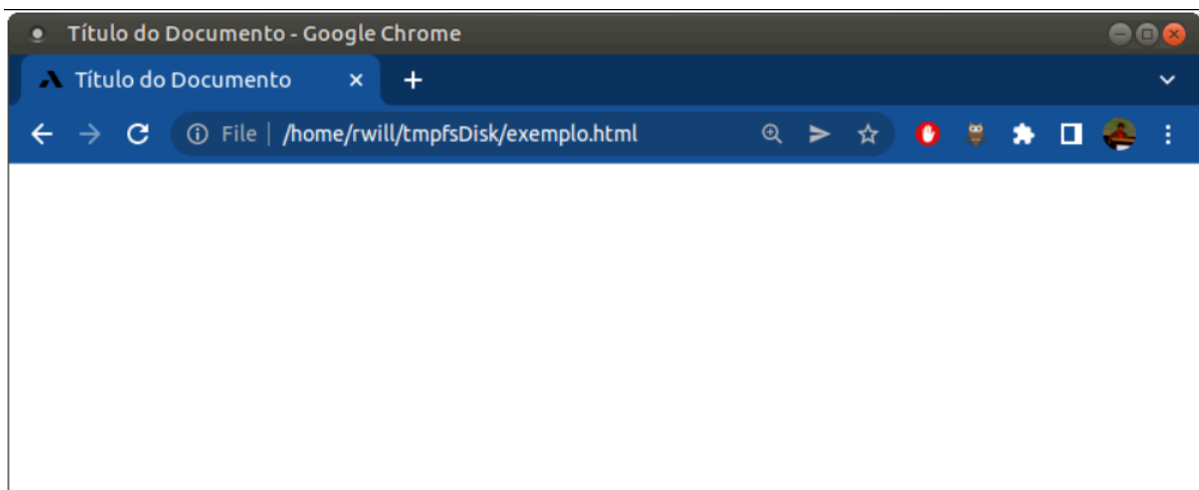 Título do Documento - Google Chrome
Título do Documento
File | /home/rwill/tmpfsDisk/exemplo.html